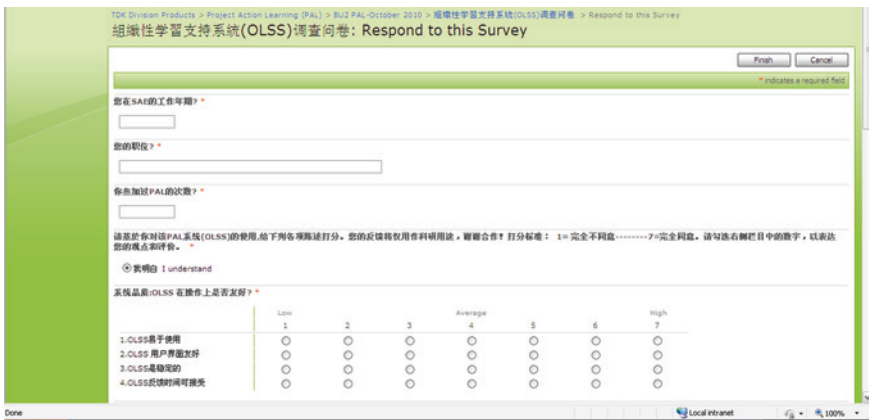 TDK Division Products > Project Action Learning (PAL) > BU2 PAL-October 2010 > 组织性学習支持系统(OLSS)调查问卷 > Respond to this Survey
组織性学習支持系统(OLSS)调查问卷: Respond to this Survey
Finish Cancel
* indicates a required field
您在SAE的工作年期? *
您的职位? *
你参加过PAL的次数? *
请基於你对该PAL系统(OLSS)的使用,给下列各项陈述打分。您的反馈将仅用作科研用途，谢谢合作! 打分标准： 1=完全不同意--------7=完全同意。请勾选右侧栏目中的数字，以表达
您的观点和评价。 *
我明白 I understand
系统品质:OLSS 在操作上是否友好? *
Low Average High
1 2 3 4 5 6 7
1.OLSS易于使用
2.OLSS 用户界面友好
3.OLSS是稳定的
4.OLSS反馈时间可接受
Done Local intranet 100%